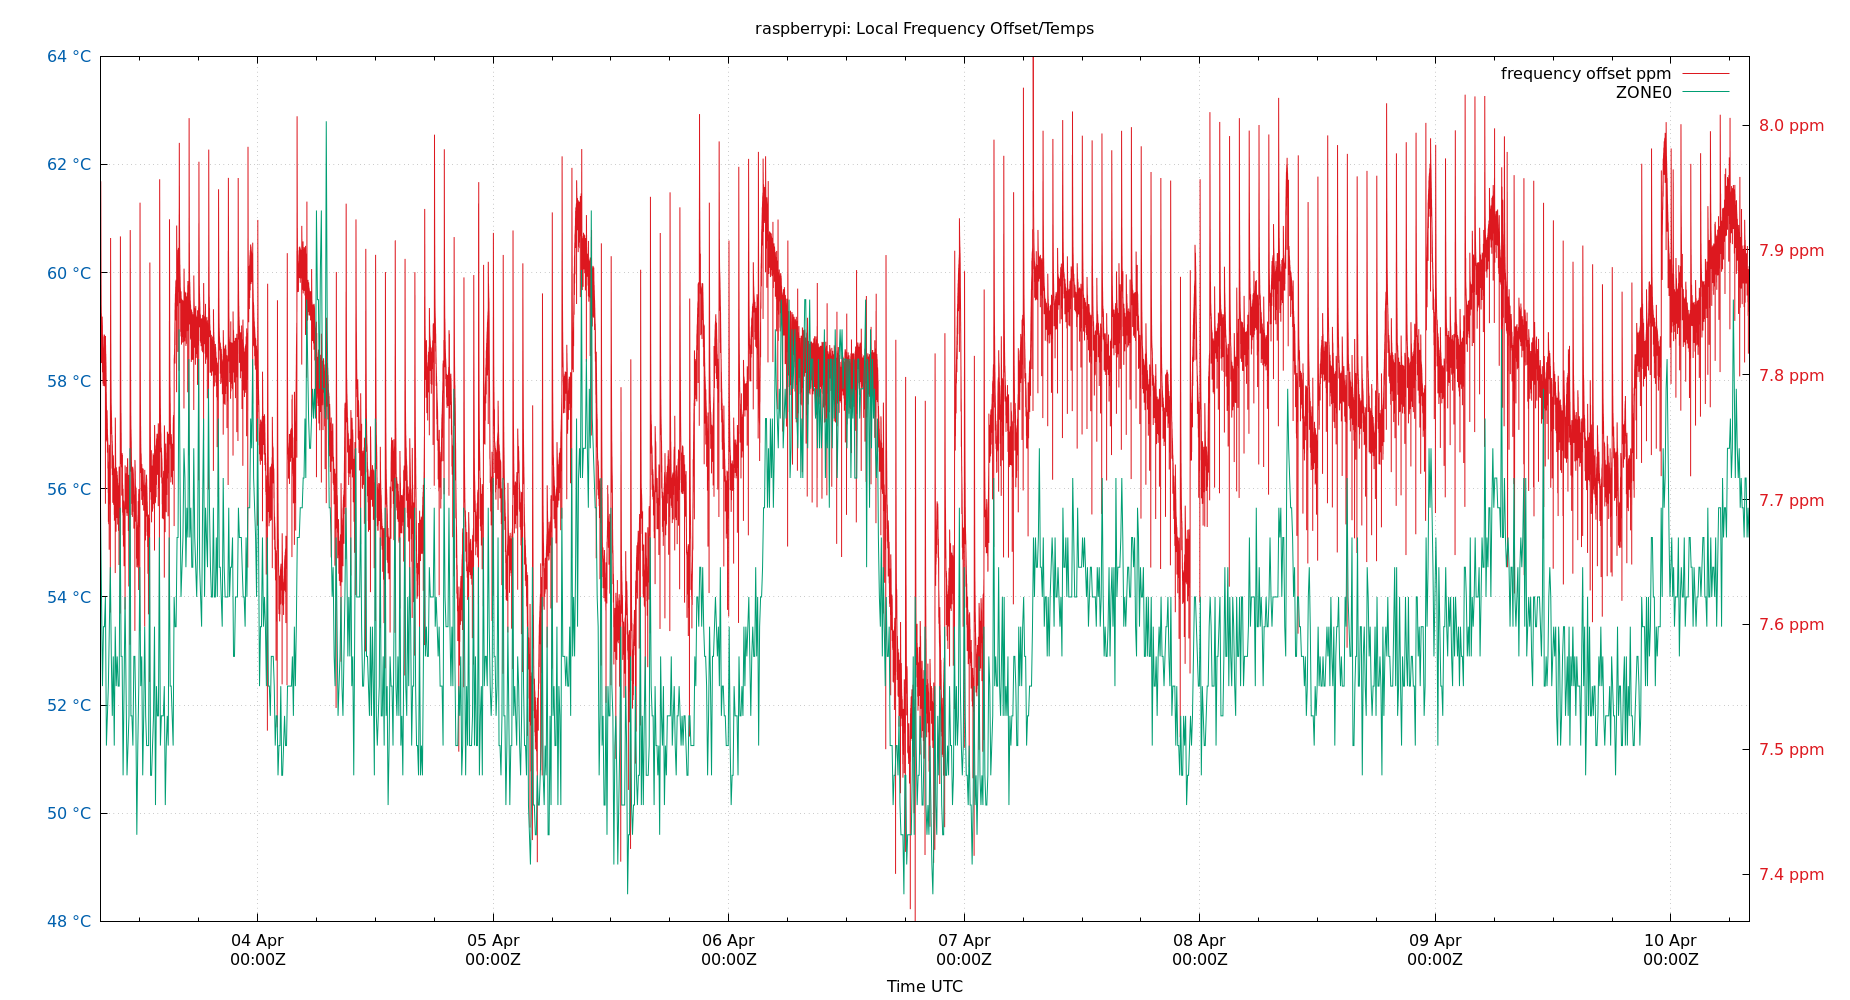 raspberrypi: Local Frequency Offset/Temps
64 °C
62 °C
60 °C
58 °C
56 °C
54 °C
52 °C
50 °C
48 °C
frequency offset ppm
ZONE0
8.0 ppm
7.9 ppm
7.8 ppm
7.7 ppm
7.6 ppm
7.5 ppm
7.4 ppm
04 Apr
00:00Z
05 Apr
00:00Z
06 Apr
00:00Z
07 Apr
00:00Z
08 Apr
00:00Z
09 Apr
00:00Z
10 Apr
00:00Z
Time UTC